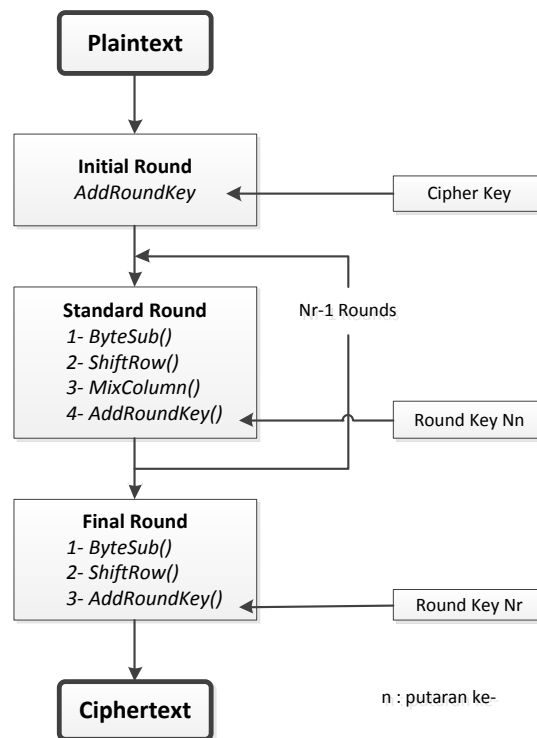 Plaintext
Initial Round
AddRoundKey
Cipher Key
Standard Round
1- ByteSub()
2- ShiftRow()
3- MixColumn()
4- AddRoundKey()
Nr-1 Rounds
Round Key Nn
Final Round
1- ByteSub()
2- ShiftRow()
3- AddRoundKey()
Round Key Nr
Ciphertext
n : putaran ke-